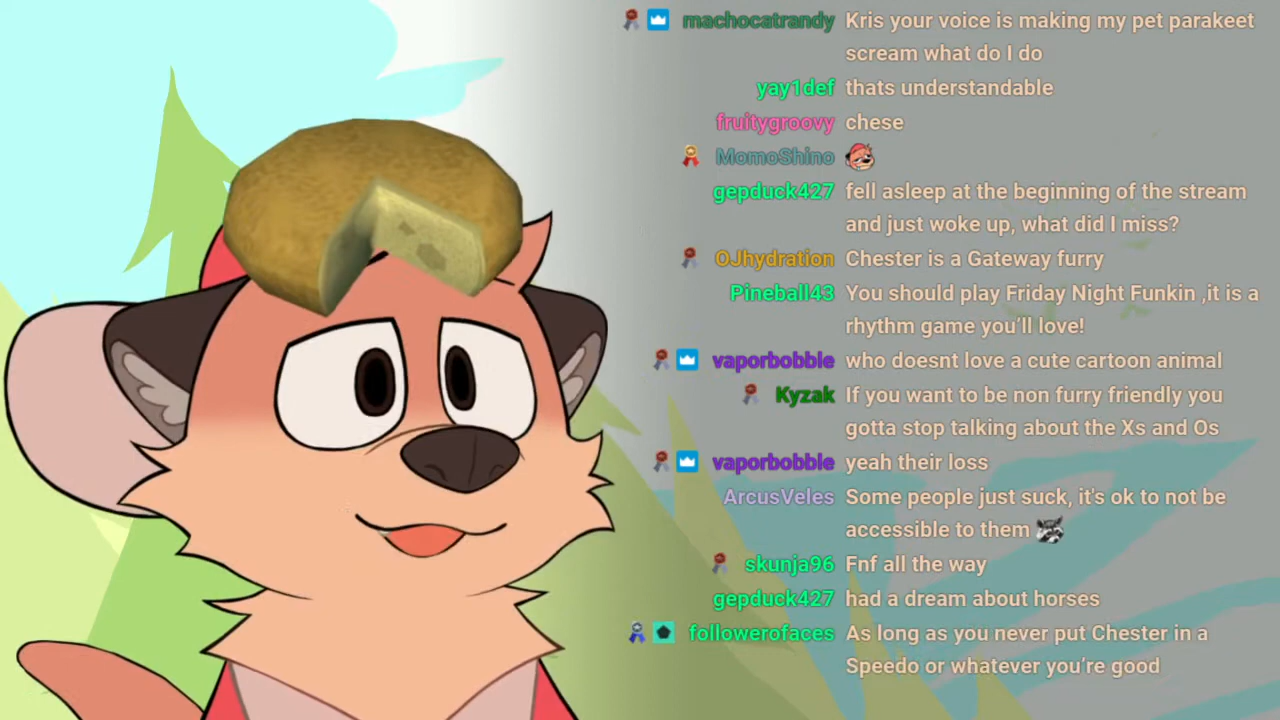 machocatrandy Kris your voice is making my pet parakeet
scream what do I do
yay1def thats understandable
fruitygroovy chese
MomoShino
gepduck427 fell asleep at the beginning of the stream
and just woke up, what did I miss?
OJhydration Chester is a Gateway furry
Pineball43 You should play Friday Night Funkin ,it is a
rhythm game you'll love!
vaporbobble who doesnt love a cute cartoon animal
Kyzak If you want to be non furry friendly you
gotta stop talking about the Xs and Os
vaporbobble yeah their loss
ArcusVeles Some people just suck, it's ok to not be
accessible to them
skunja96 Fnf all the way
gepduck427 had a dream about horses
followerofaces As long as you never put Chester in a
Speedo or whatever you're good